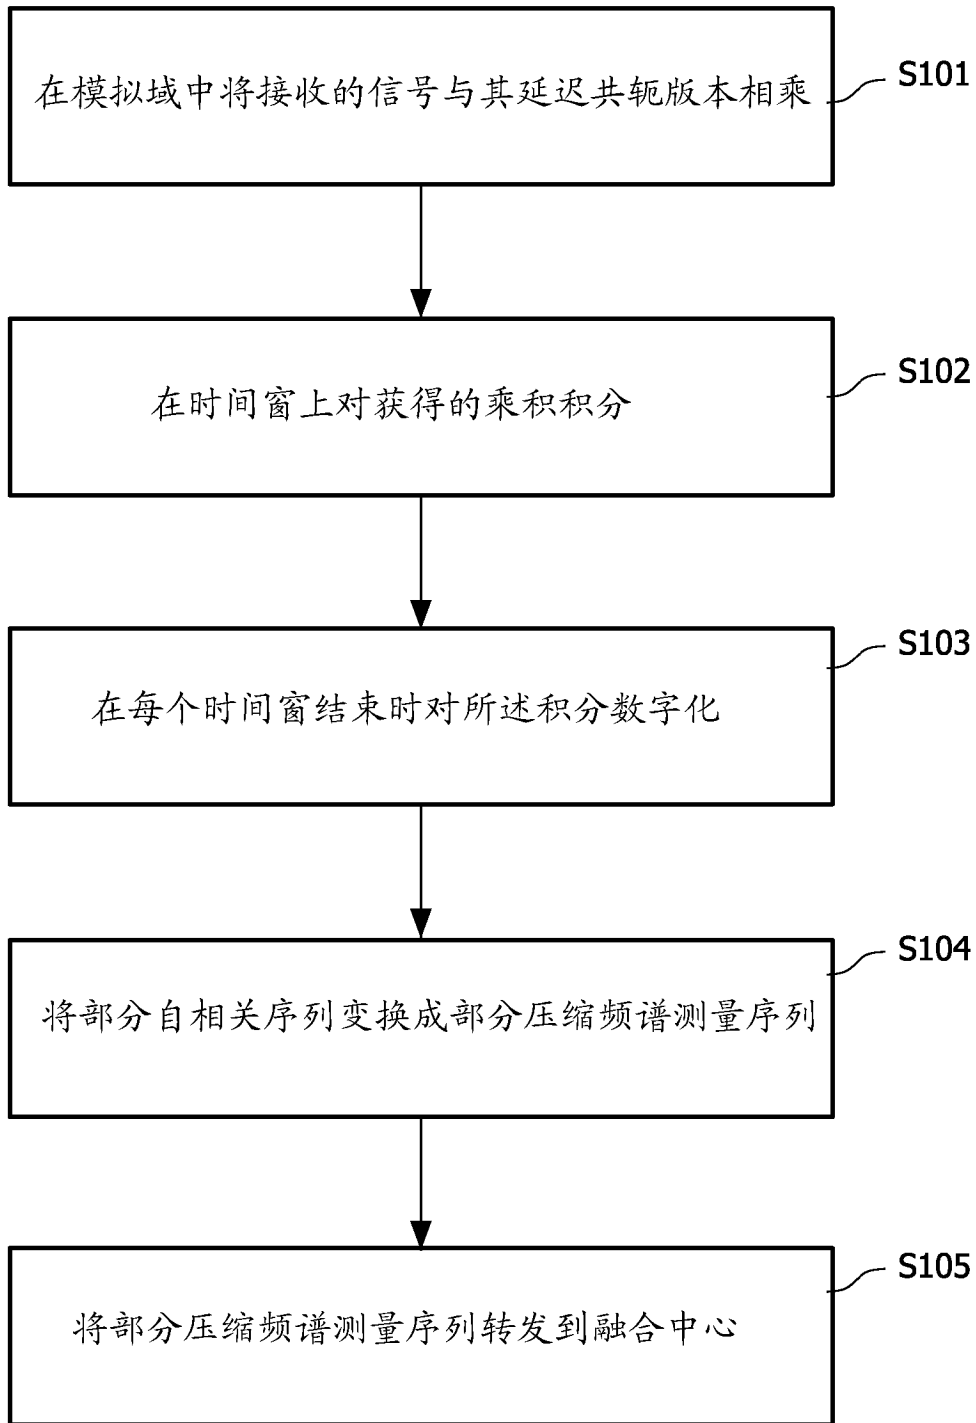 在模拟域中将接收的信号与其延迟共轭版本相乘
S101
在时间窗上对获得的乘积积分
S102
在每个时间窗结束时对所述积分数字化
S103
将部分自相关序列变换成部分压缩频谱测量序列
S104
将部分压缩频谱测量序列转发到融合中心
S105